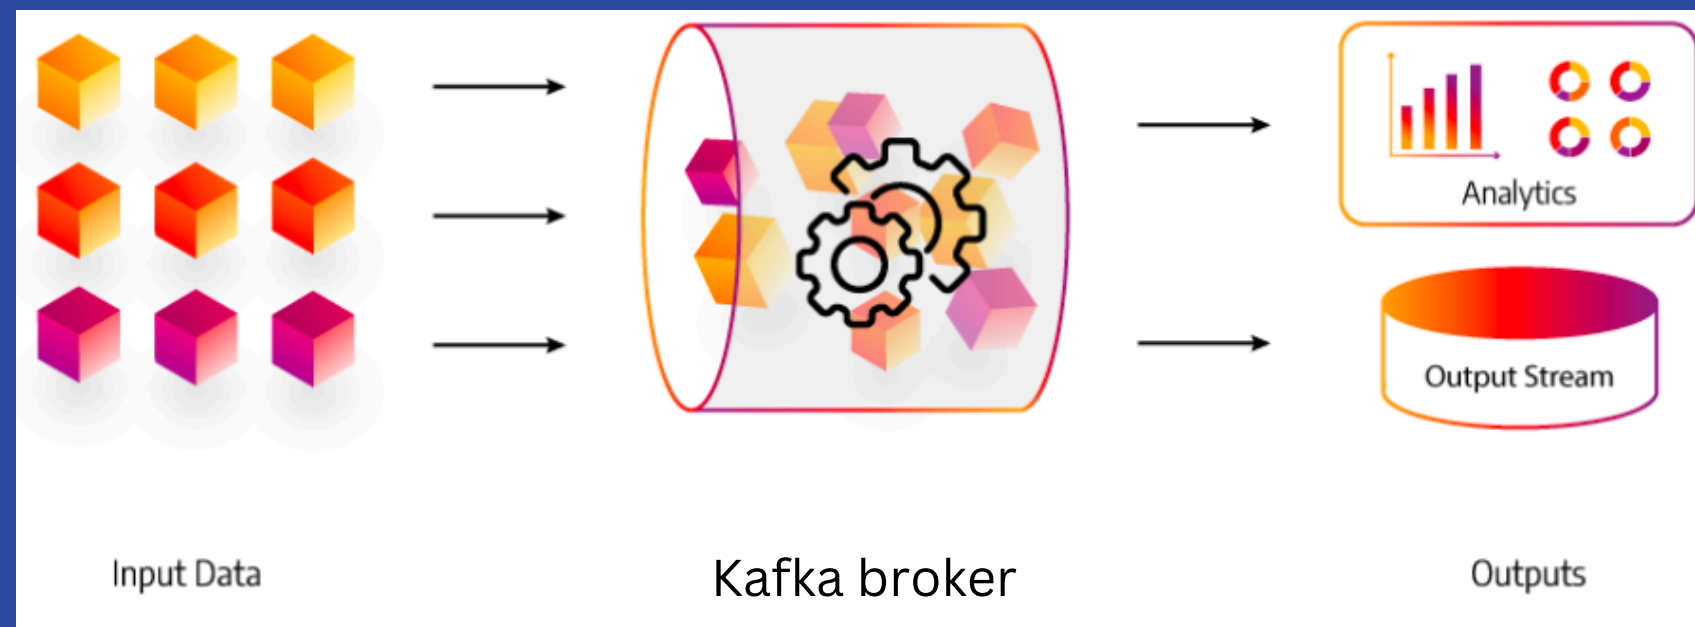 Analytics
Output Stream
Input Data
Kafka broker
Outputs